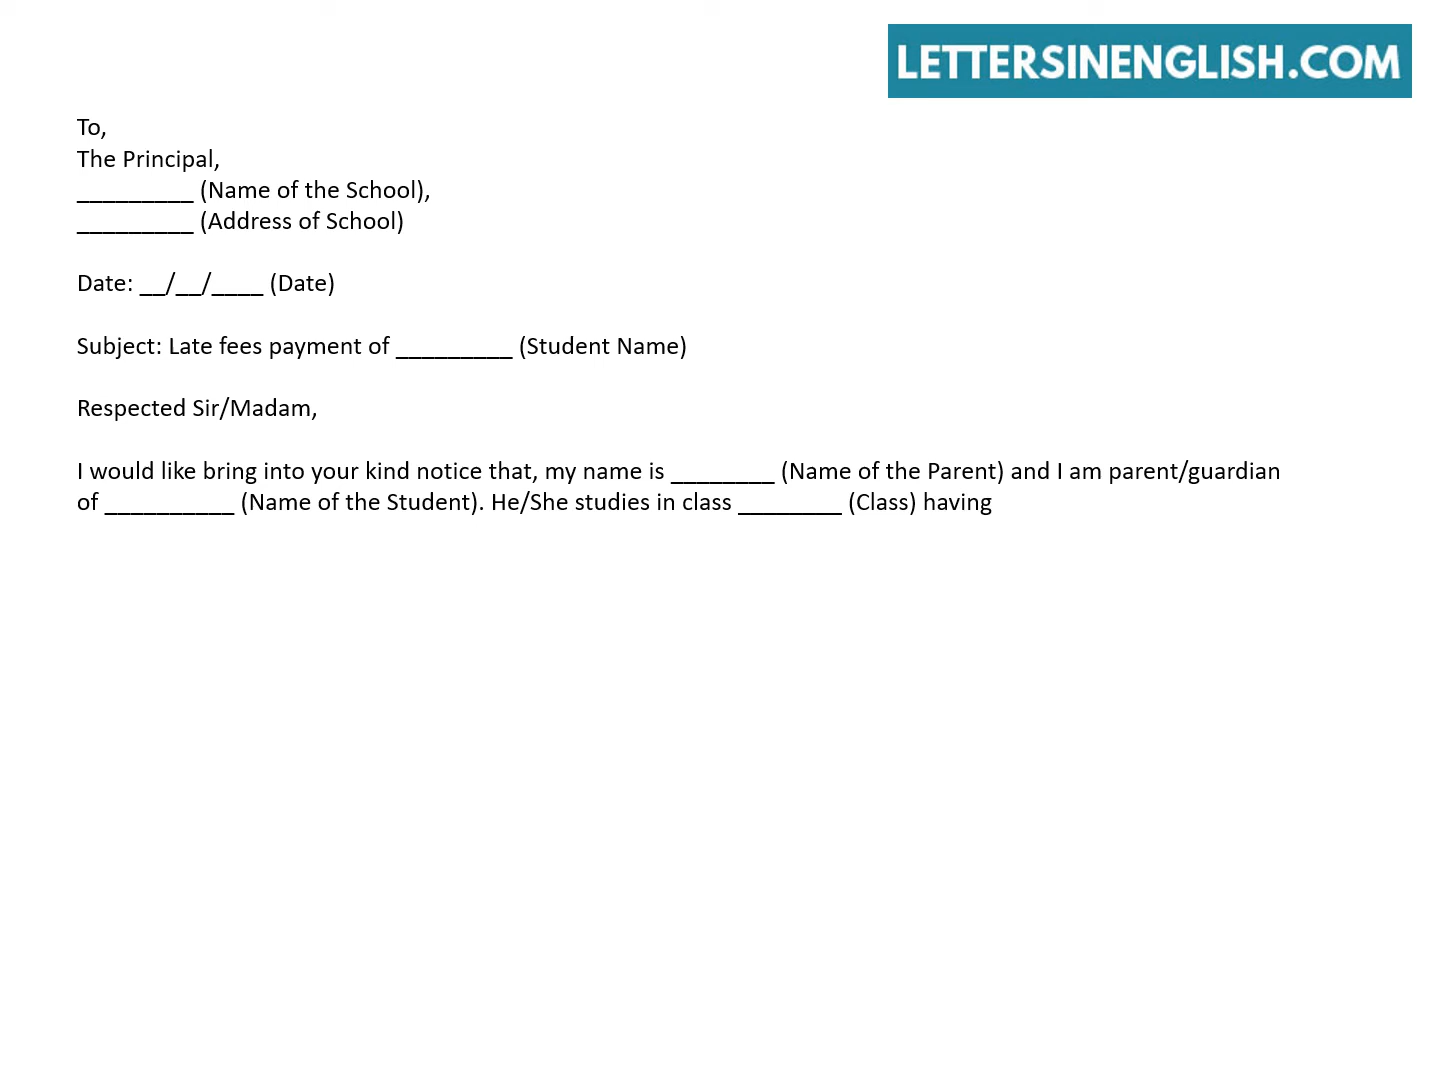 LETTERSINENGLISH.COM
To,
The Principal,
_________ (Name of the School),
_________ (Address of School)
Date: __/__/____ (Date)
Subject: Late fees payment of _________ (Student Name)
Respected Sir/Madam,
I would like bring into your kind notice that, my name is ________ (Name of the Parent) and I am parent/guardian
of __________ (Name of the Student). He/She studies in class ________ (Class) having